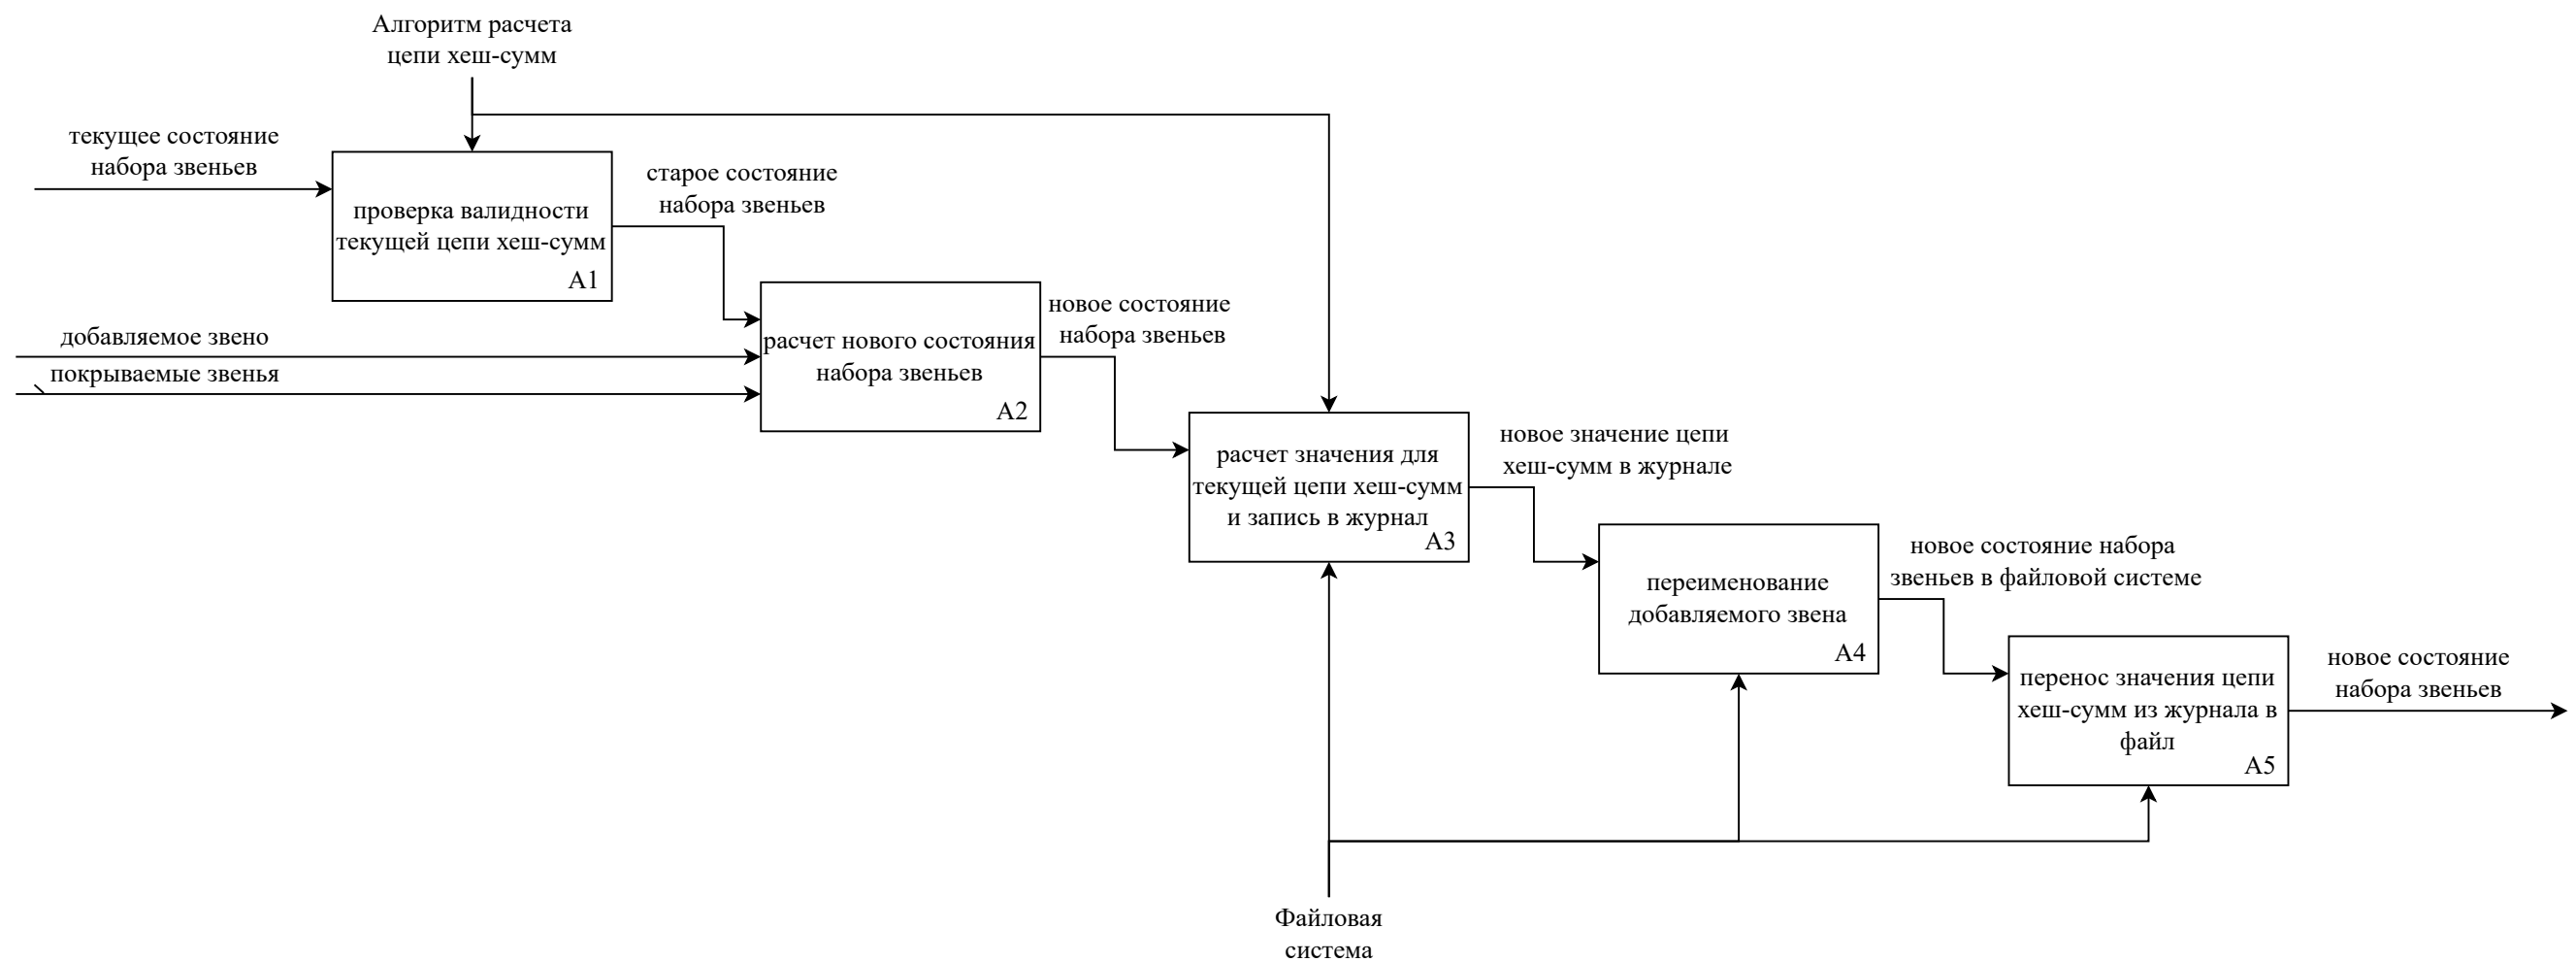 Алгоритм расчета
цепи хеш-сумм
текущее состояние
набора звеньев
проверка валидности
текущей цепи хеш-сумм
A1
старое состояние
набора звеньев
добавляемое звено
покрываемые звенья
расчет нового состояния
набора звеньев
A2
новое состояние
набора звеньев
расчет значения для
текущей цепи хеш-сумм
и запись в журнал
A3
новое значение цепи
хеш-сумм в журнале
переименование
добавляемого звена
A4
новое состояние набора
звеньев в файловой системе
перенос значения цепи
хеш-сумм из журнала в
файл
A5
новое состояние
набора звеньев
Файловая
система